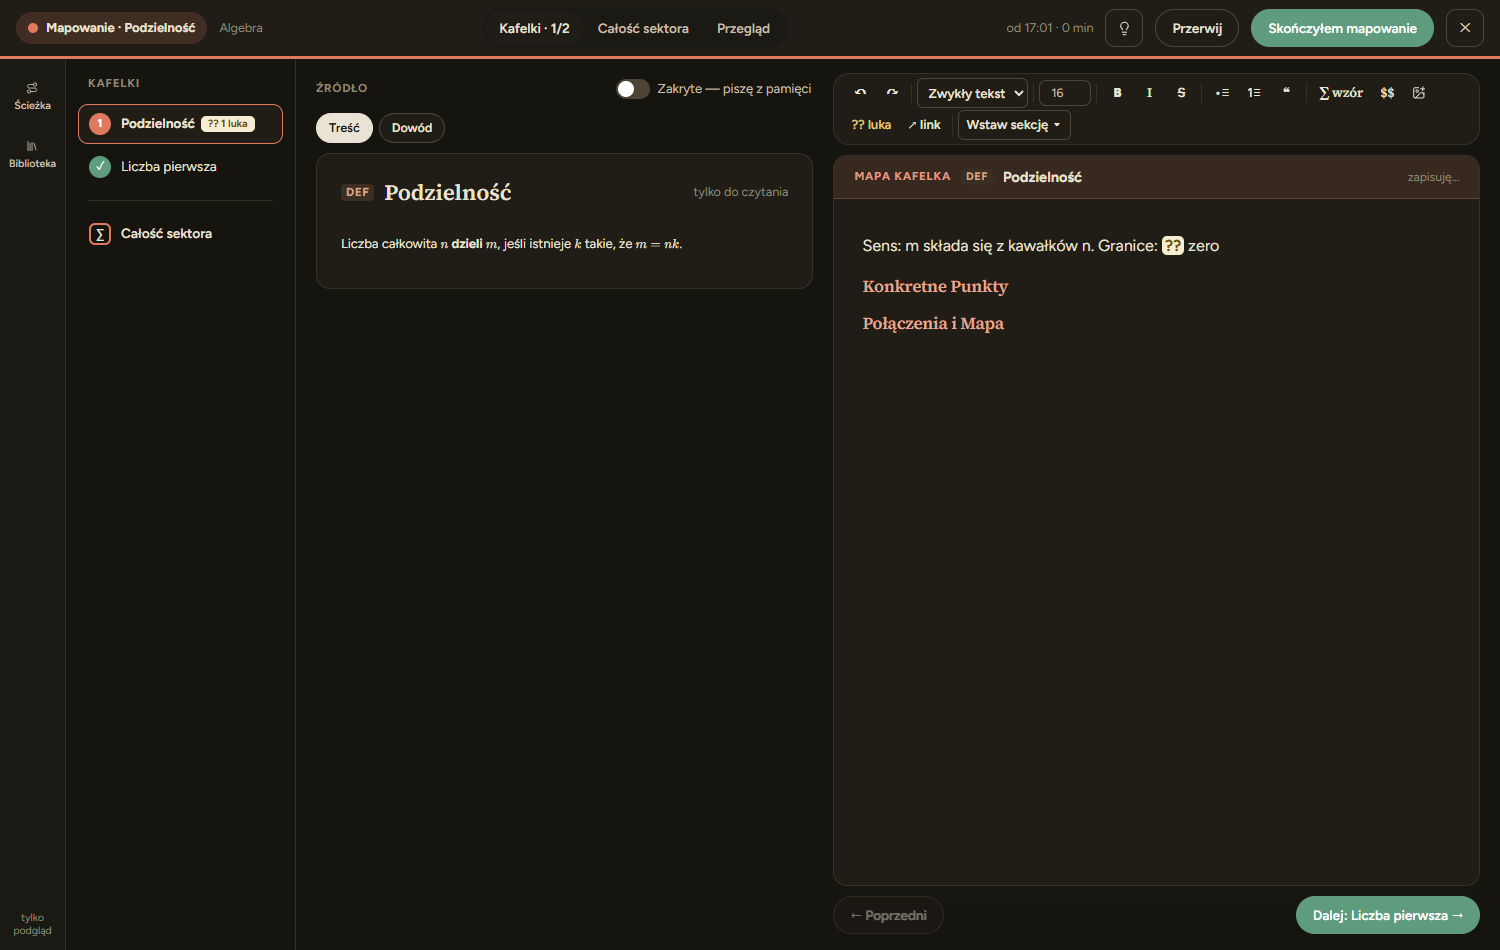 Mapowanie · Podzielność
Algebra
Kafelki · 1/2
Całość sektora
Przegląd
od 17:01 · 0 min
Przerwij
Skończyłem mapowanie
×
Ścieżka
Biblioteka
tylko
podgląd
KAFELKI
1 Podzielność ?? 1 luka
✓ Liczba pierwsza
∑ Całość sektora
ŹRÓDŁO
Zakryte — piszę z pamięci
Treść
Dowód
DEF Podzielność
tylko do czytania
Liczba całkowita n dzieli m, jeśli istnieje k takie, że m = nk.
Zwykły tekst
16
B I S
❝
∑ wzór
$$
?? luka
↗ link
Wstaw sekcję
MAPA KAFELKA DEF Podzielność
zapisuję...
Sens: m składa się z kawałków n. Granice: ?? zero
Konkretne Punkty
Połączenia i Mapa
← Poprzedni
Dalej: Liczba pierwsza →